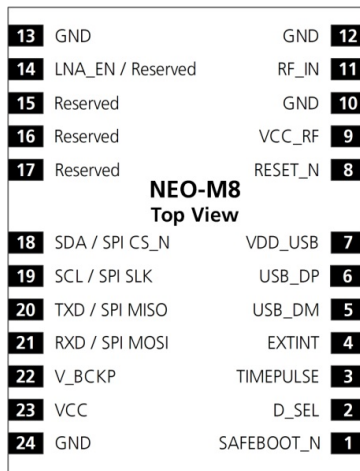 13 GND GND 12
14 LNA_EN / Reserved RF_IN 11
15 Reserved GND 10
16 Reserved VCC_RF 9
17 Reserved RESET_N 8
NEO-M8
Top View
18 SDA / SPI CS_N VDD_USB 7
19 SCL / SPI SLK USB_DP 6
20 TXD / SPI MISO USB_DM 5
21 RXD / SPI MOSI EXTINT 4
22 V_BCKP TIMEPULSE 3
23 VCC D_SEL 2
24 GND SAFEBOOT_N 1